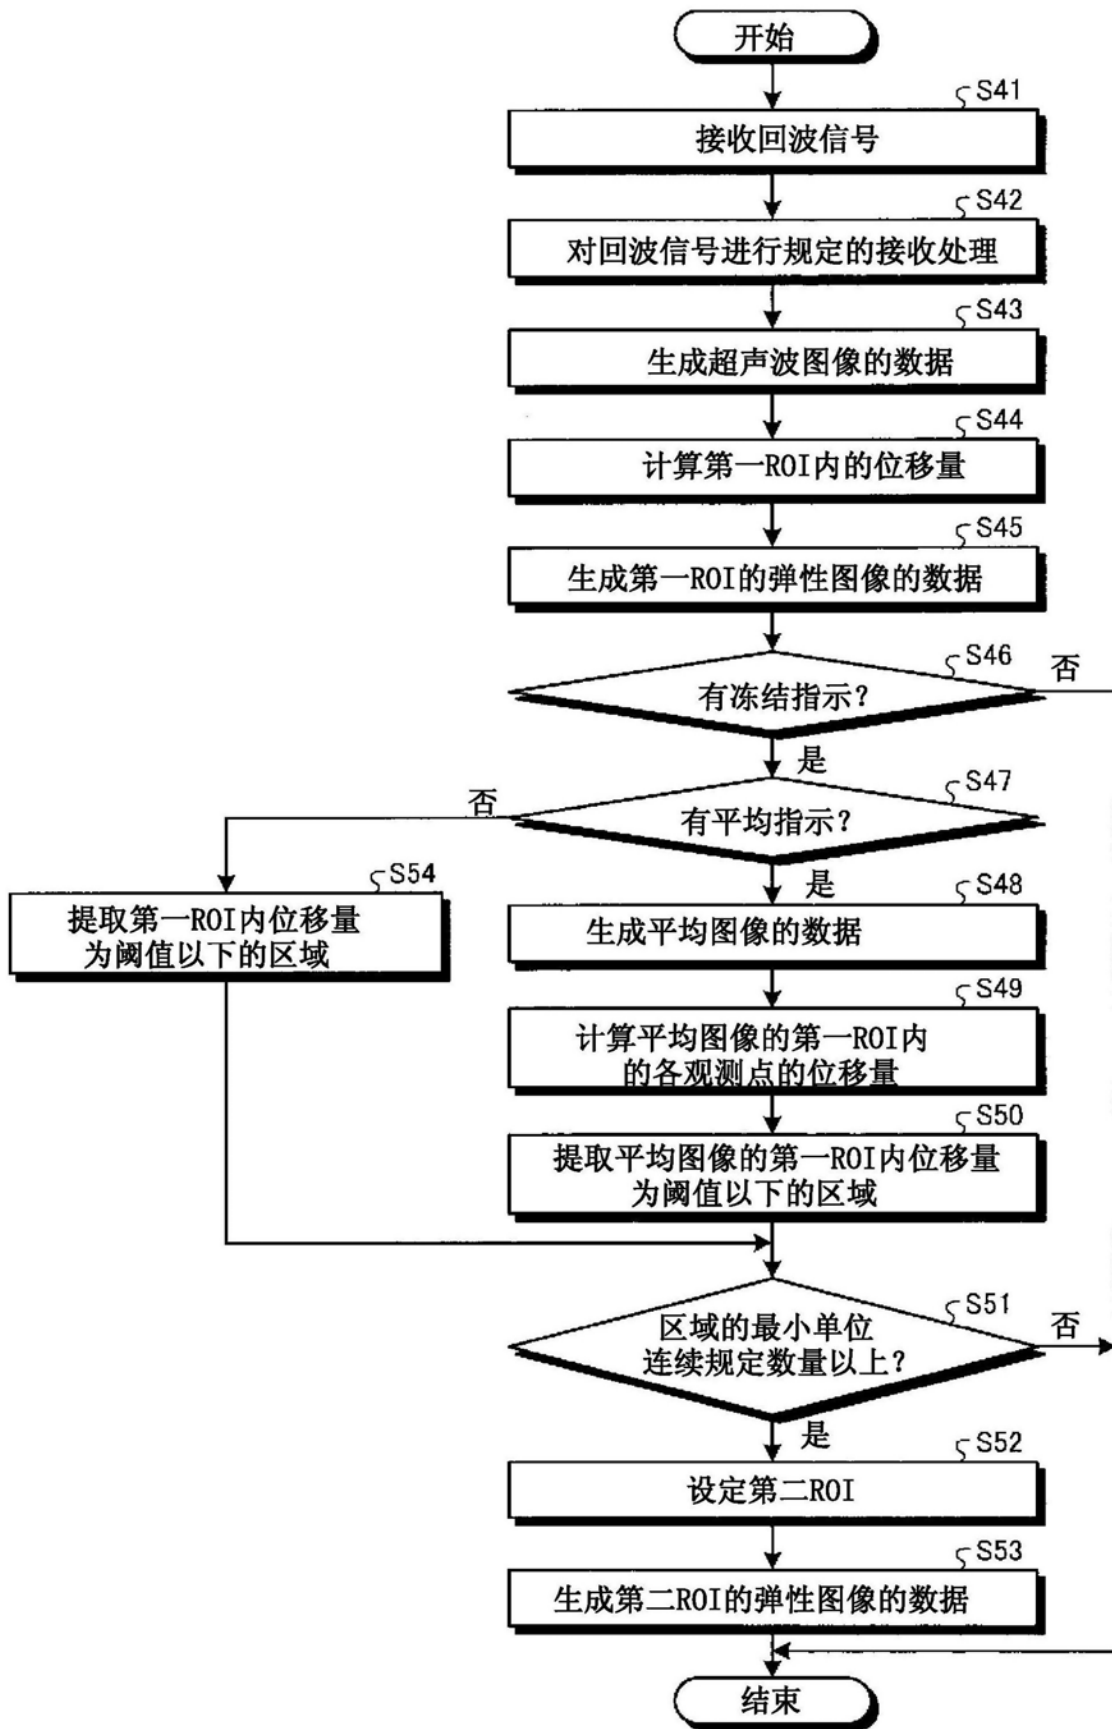 开始
S41
接收回波信号
S42
对回波信号进行规定的接收处理
S43
生成超声波图像的数据
S44
计算第一ROI内的位移量
S45
生成第一ROI的弹性图像的数据
S46
有冻结指示？
否
是
S47
有平均指示？
否
是
S54
提取第一ROI内位移量
为阈值以下的区域
S48
生成平均图像的数据
S49
计算平均图像的第一ROI内
的各观测点的位移量
S50
提取平均图像的第一ROI内位移量
为阈值以下的区域
S51
区域的最小单位
连续规定数量以上？
否
是
S52
设定第二ROI
S53
生成第二ROI的弹性图像的数据
结束